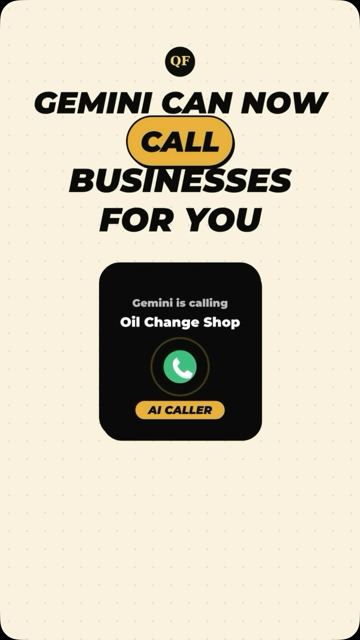 QF
GEMINI CAN NOW
CALL
BUSINESSES
FOR YOU
Gemini is calling
Oil Change Shop
AI CALLER